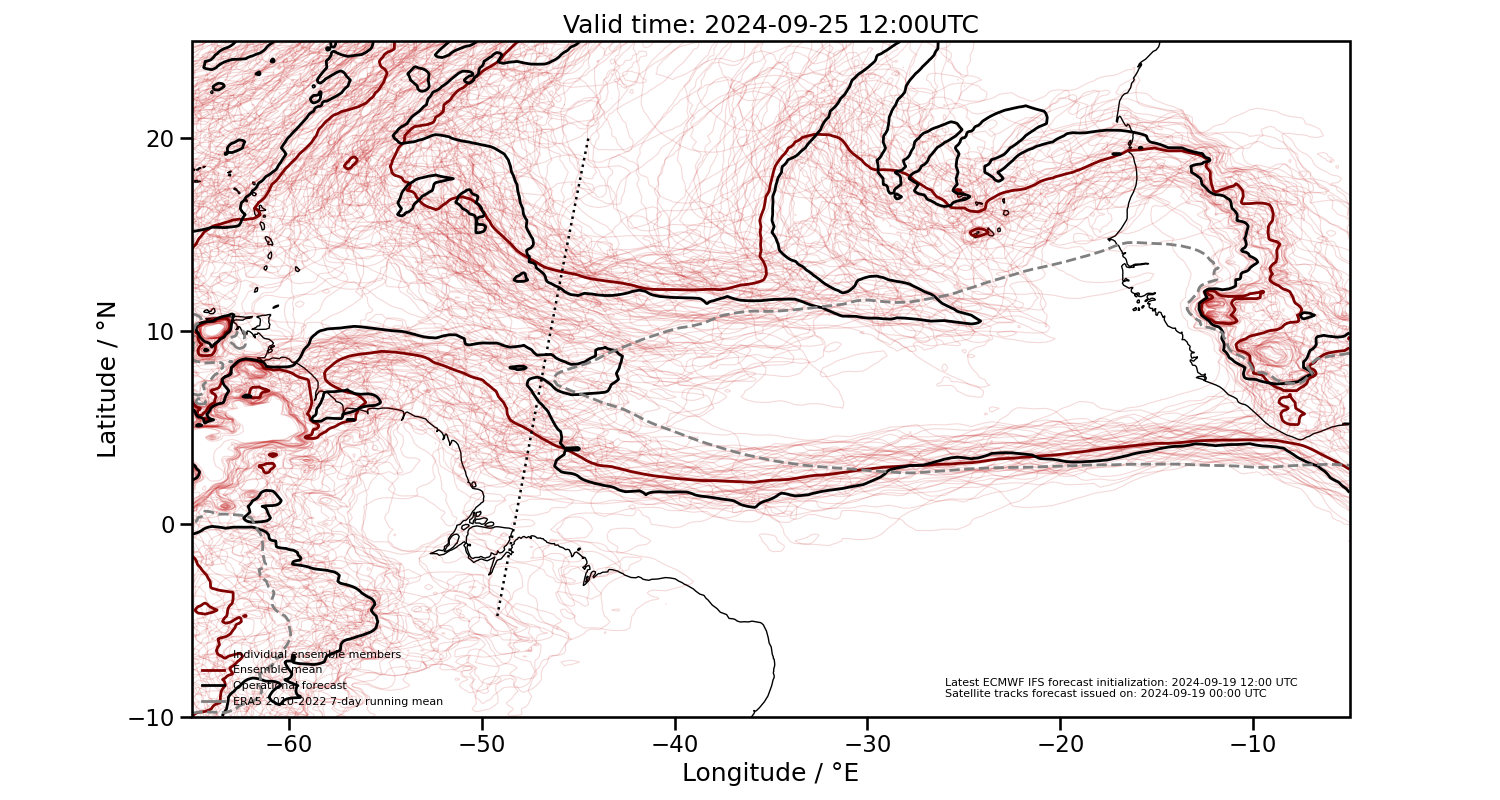 Valid time: 2024-09-25 12:00UTC
20
10
0
−10
Latitude / °N
Individual ensemble members
Ensemble mean
Operational forecast
ERA5 2010-2022 7-day running mean
Latest ECMWF IFS forecast initialization: 2024-09-19 12:00 UTC
Satellite tracks forecast issued on: 2024-09-19 00:00 UTC
−60
−50
−40
−30
−20
−10
Longitude / °E